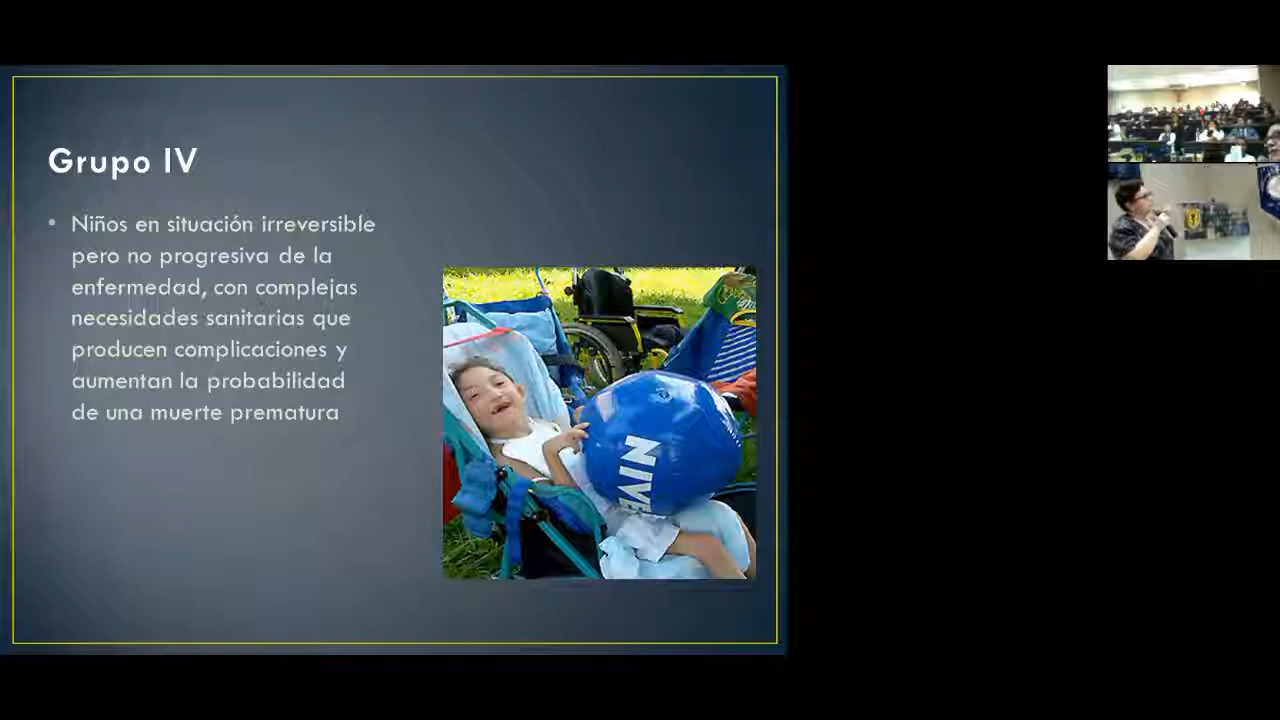 Grupo IV
• Niños en situación irreversible
pero no progresiva de la
enfermedad, con complejas
necesidades sanitarias que
producen complicaciones y
aumentan la probabilidad
de una muerte prematura
NIVE